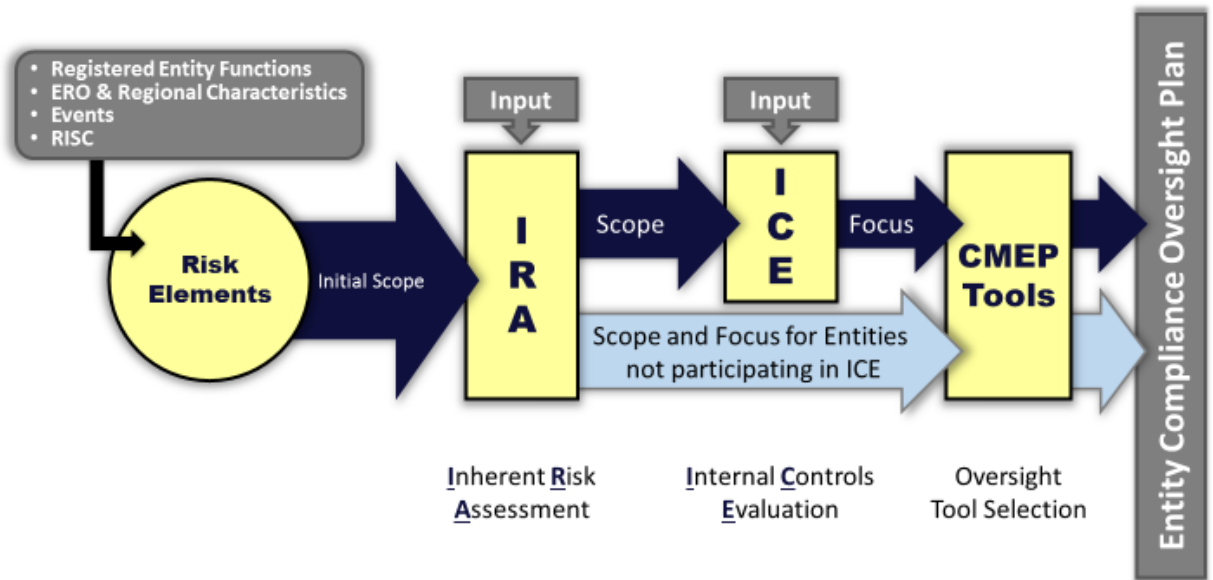 • Registered Entity Functions
• ERO & Regional Characteristics
• Events
• RISC
Risk
Elements
Initial Scope
Input
I
R
A
Scope
Input
I
C
E
Focus
Scope and Focus for Entities
not participating in ICE
CMEP
Tools
Entity Compliance Oversight Plan
Inherent Risk
Assessment
Internal Controls
Evaluation
Oversight
Tool Selection